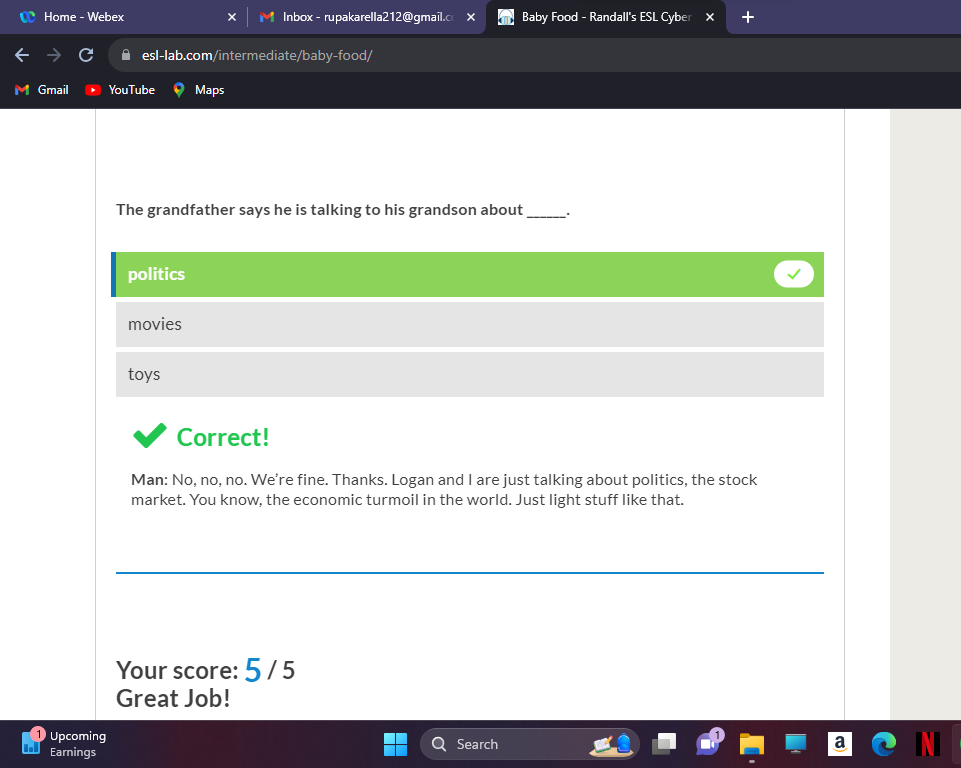 Home - Webex
Inbox - rupakarella212@gmail.c
Baby Food - Randall's ESL Cyber
esl-lab.com/intermediate/baby-food/
Gmail YouTube Maps
The grandfather says he is talking to his grandson about ______.
politics
movies
toys
Correct!
Man: No, no, no. We're fine. Thanks. Logan and I are just talking about politics, the stock
market. You know, the economic turmoil in the world. Just light stuff like that.
Your score: 5 / 5
Great Job!
1
Upcoming
Earnings
Search
1
a
N